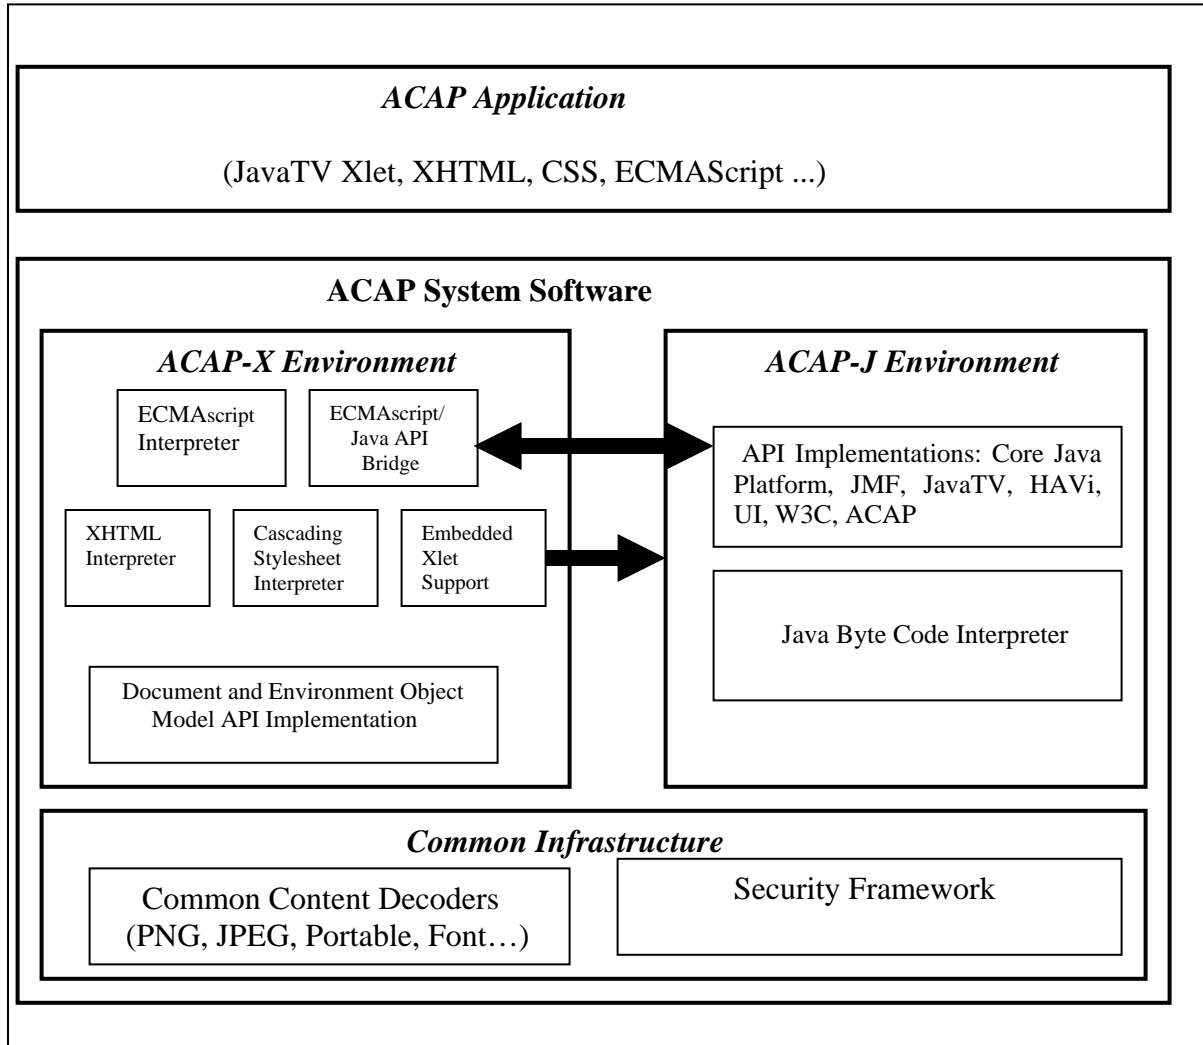 ACAP Application
(JavaTV Xlet, XHTML, CSS, ECMAScript ...)
ACAP System Software
ACAP-X Environment
ECMAscript
Interpreter
ECMAscript/
Java API
Bridge
XHTML
Interpreter
Cascading
Stylesheet
Interpreter
Embedded
Xlet
Support
Document and Environment Object
Model API Implementation
ACAP-J Environment
API Implementations: Core Java
Platform, JMF, JavaTV, HAVi,
UI, W3C, ACAP
Java Byte Code Interpreter
Common Infrastructure
Common Content Decoders
(PNG, JPEG, Portable, Font…)
Security Framework